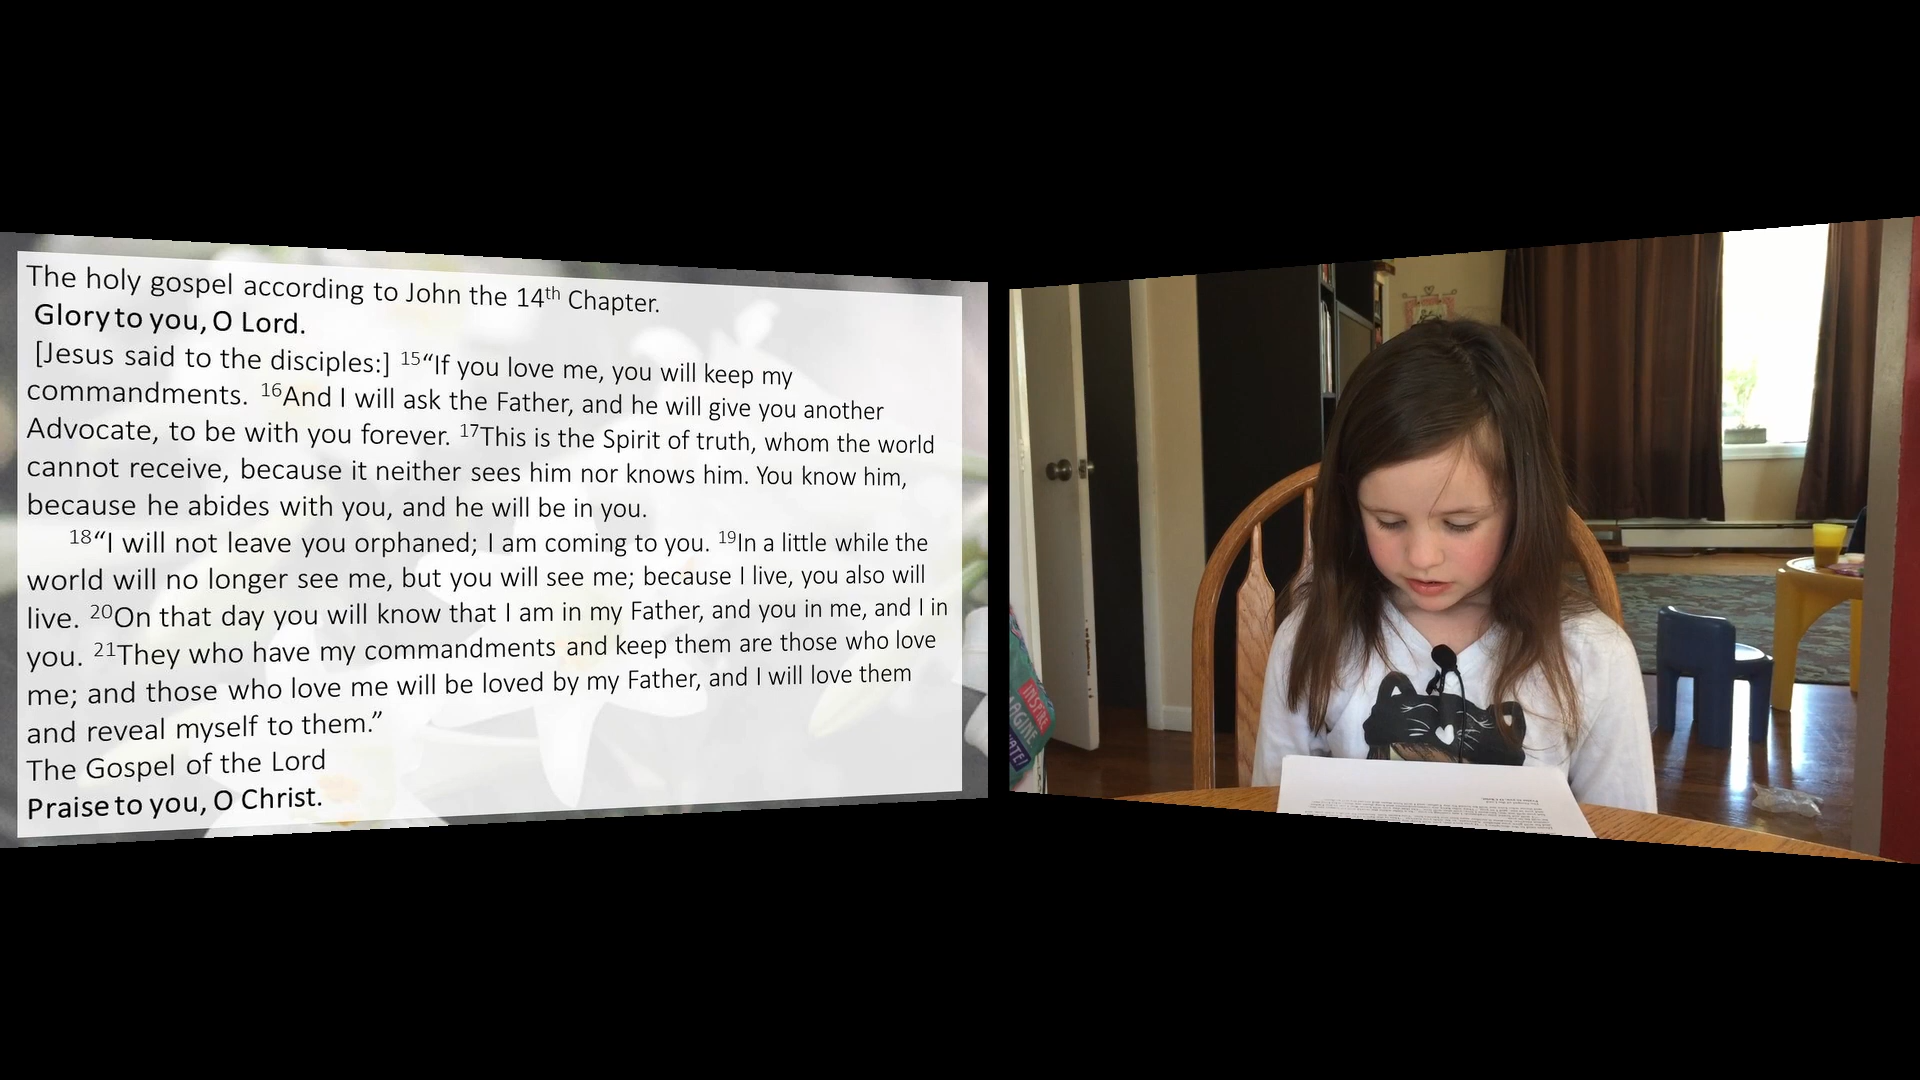 The holy gospel according to John the 14th Chapter.
Glory to you, O Lord.
[Jesus said to the disciples:] 15“If you love me, you will keep my
commandments. 16And I will ask the Father, and he will give you another
Advocate, to be with you forever. 17This is the Spirit of truth, whom the world
cannot receive, because it neither sees him nor knows him. You know him,
because he abides with you, and he will be in you.
18“I will not leave you orphaned; I am coming to you. 19In a little while the
world will no longer see me, but you will see me; because I live, you also will
live. 20On that day you will know that I am in my Father, and you in me, and I in
you. 21They who have my commandments and keep them are those who love
me; and those who love me will be loved by my Father, and I will love them
and reveal myself to them.”
The Gospel of the Lord
Praise to you, O Christ.
INSPIRE